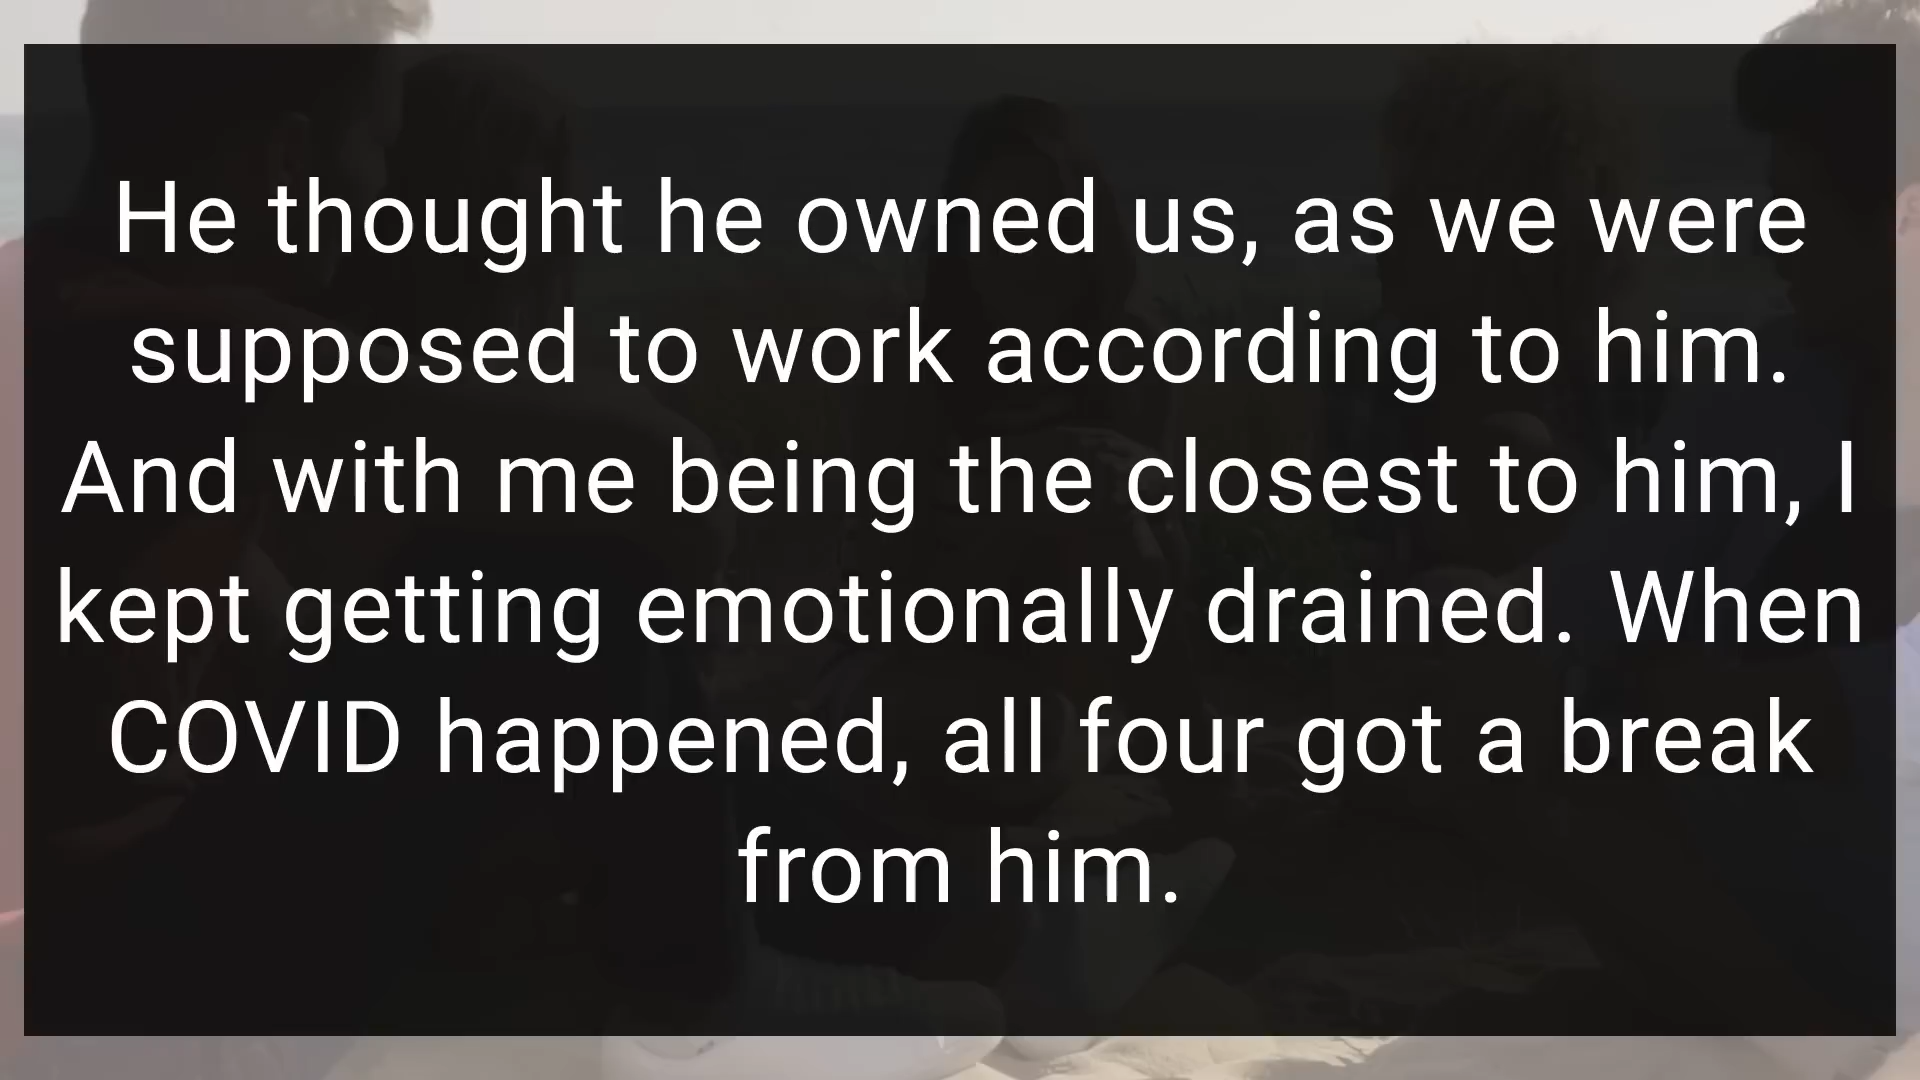 He thought he owned us, as we were
supposed to work according to him.
And with me being the closest to him, I
kept getting emotionally drained. When
COVID happened, all four got a break
from him.